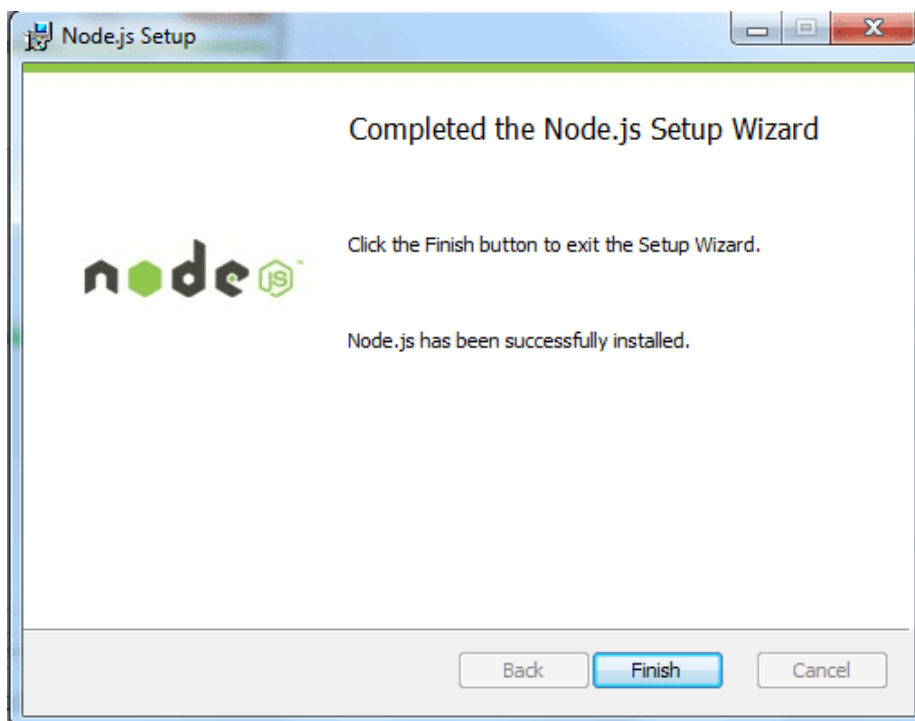 Node.js Setup
Completed the Node.js Setup Wizard
Click the Finish button to exit the Setup Wizard.
node JS™
Node.js has been successfully installed.
Back Finish Cancel